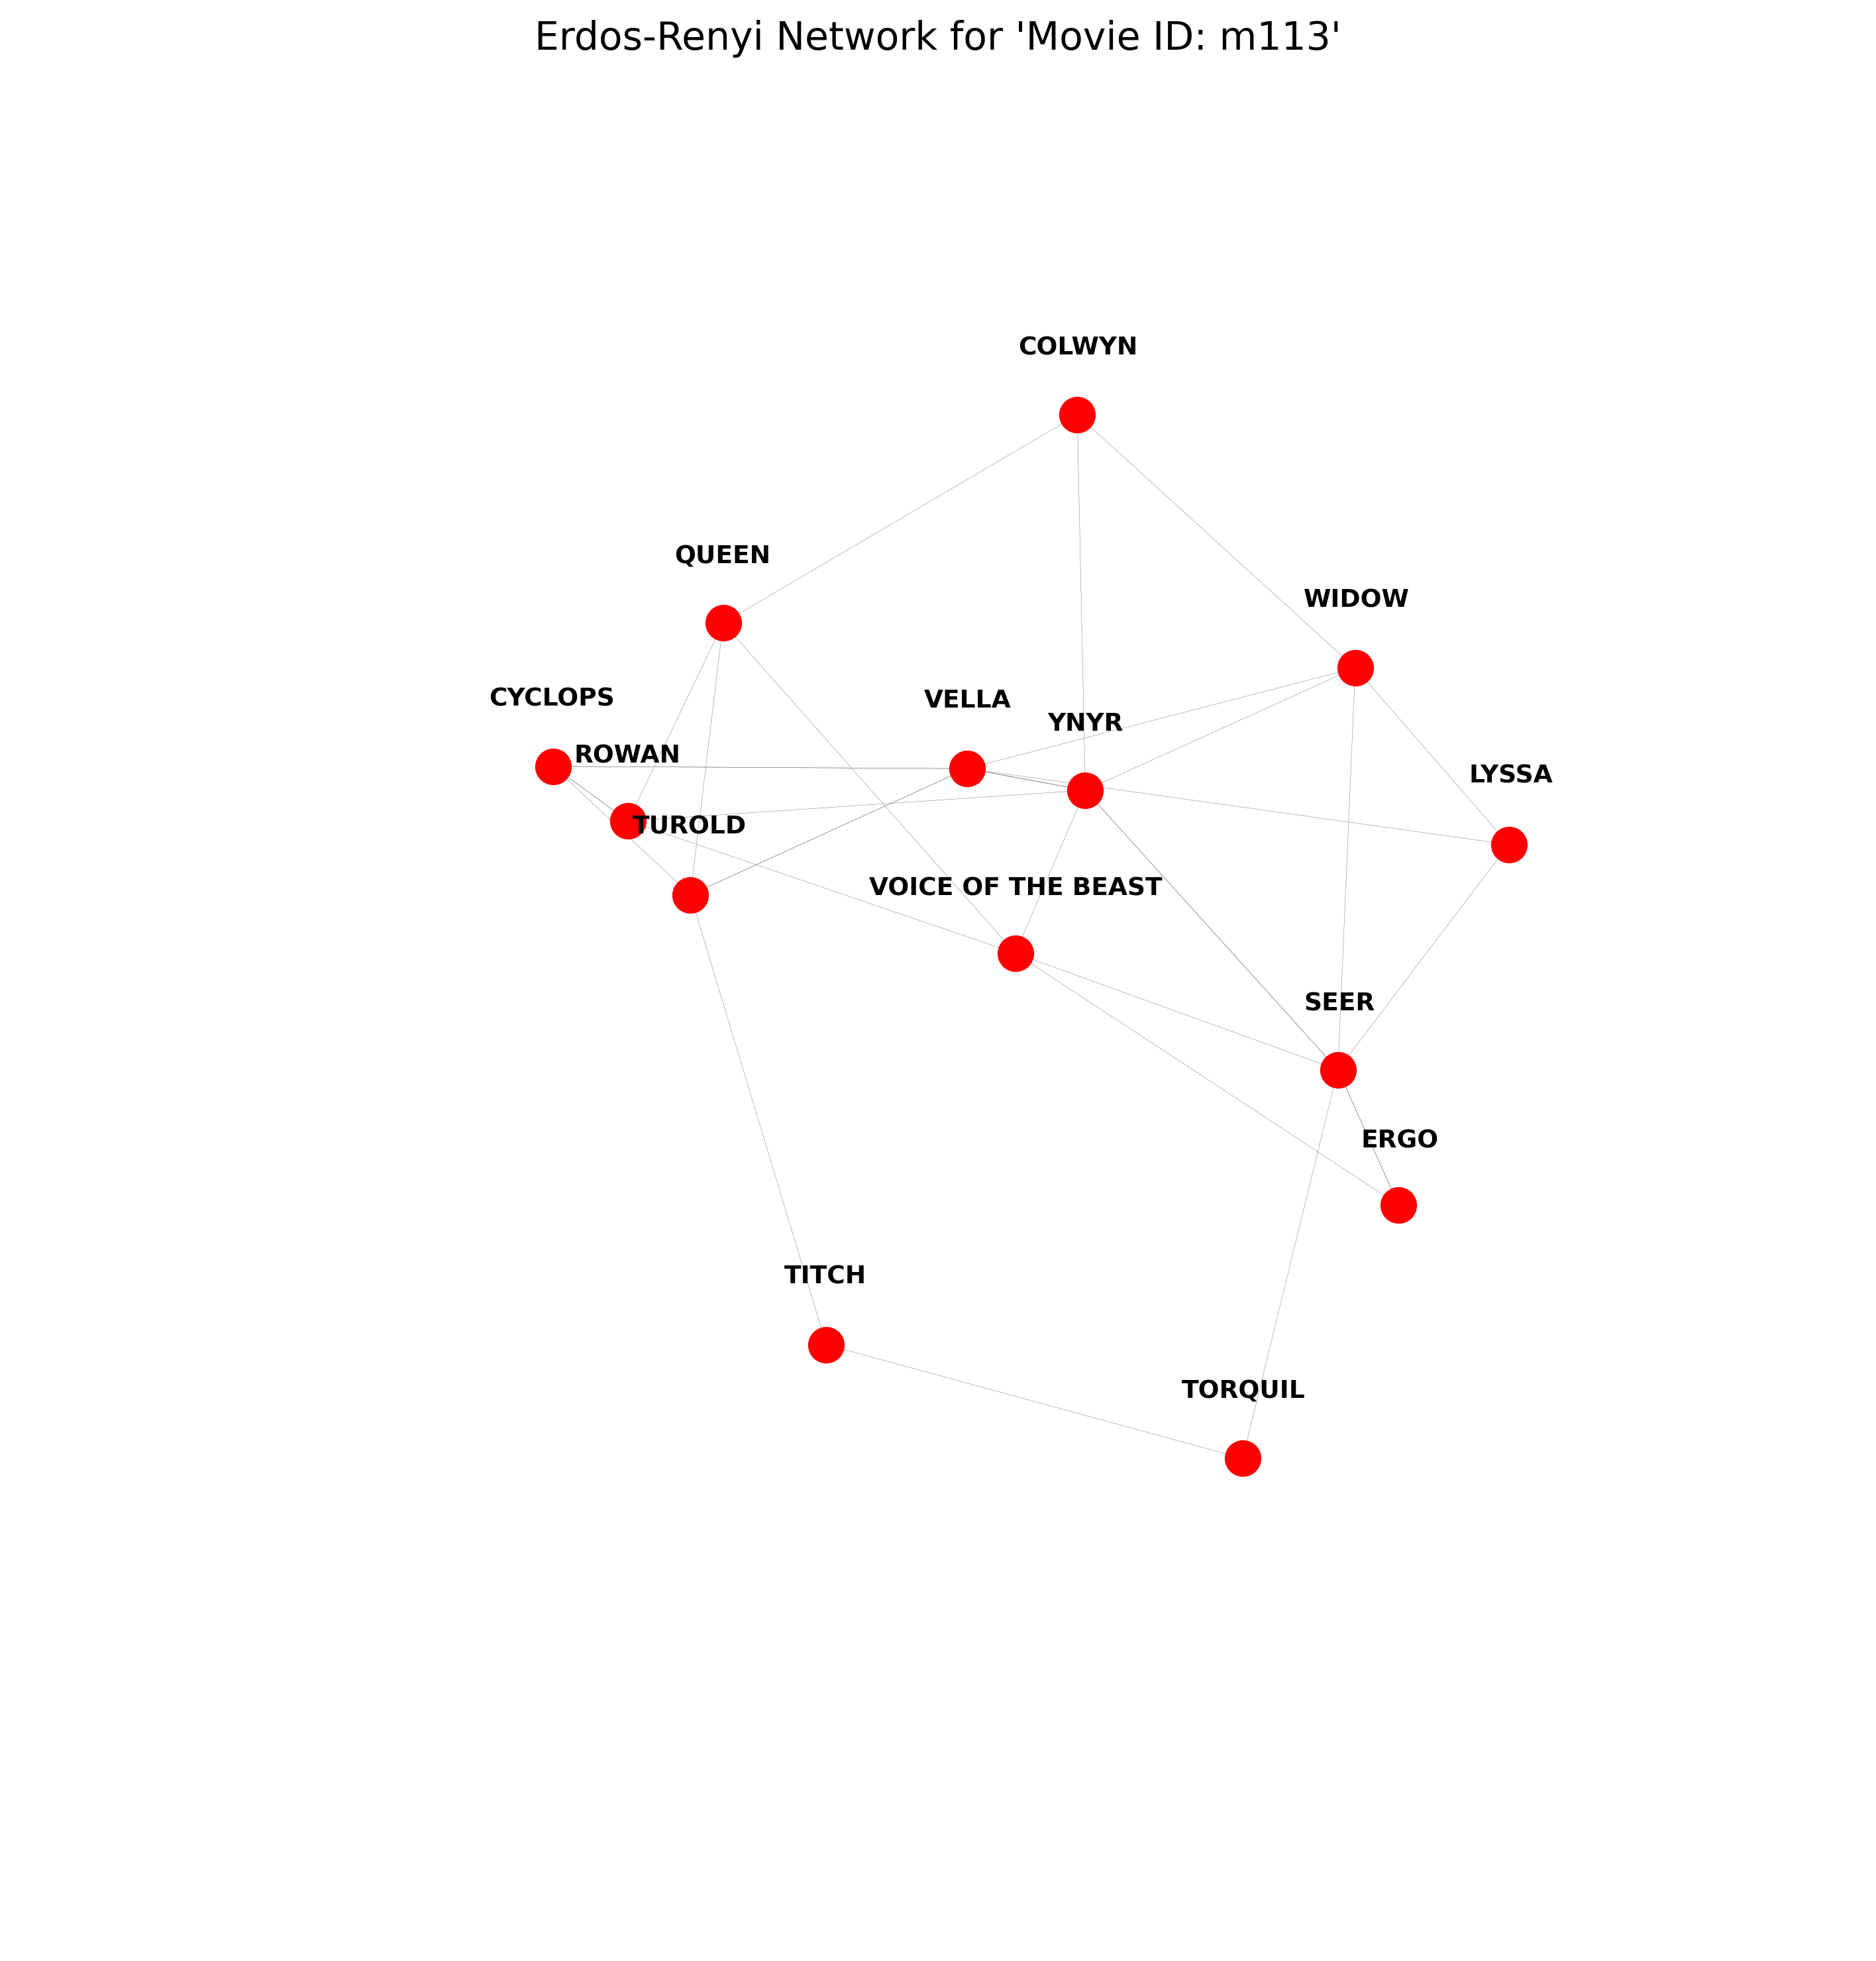 Erdos-Renyi Network for 'Movie ID: m113'
COLWYN
QUEEN
WIDOW
CYCLOPS
VELLA
YNYR
ROWAN
LYSSA
TUROLD
VOICE OF THE BEAST
SEER
ERGO
TITCH
TORQUIL